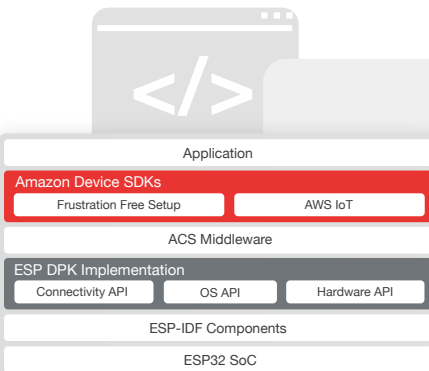 </>
Application
Amazon Device SDKs
Frustration Free Setup AWS IoT
ACS Middleware
ESP DPK Implementation
Connectivity API OS API Hardware API
ESP-IDF Components
ESP32 SoC